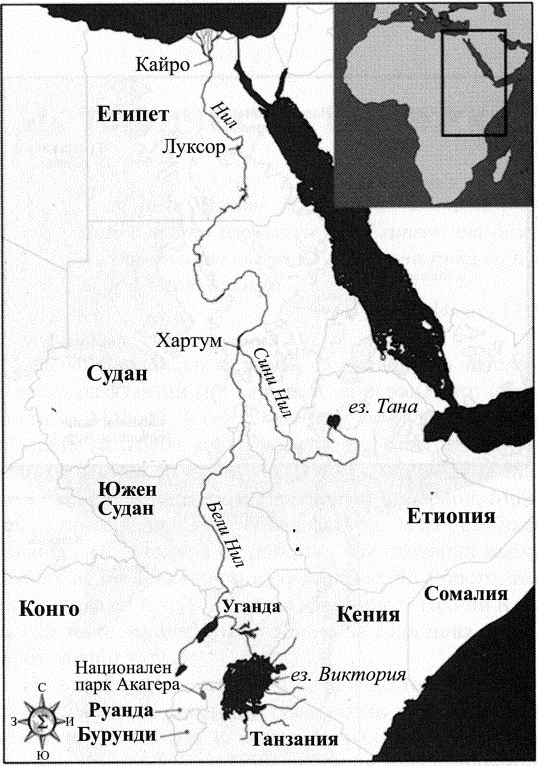 Кайро
Египет
Нил
Луксор
Хартум
Сини Нил
Судан
ез. Тана
Южен
Судан
Бели Нил
Етиопия
Сомалия
Уганда
Конго
Кения
Национален
парк Акагера
ез. Виктория
Руанда
Бурунди
Танзания
С
З
Σ
И
Ю